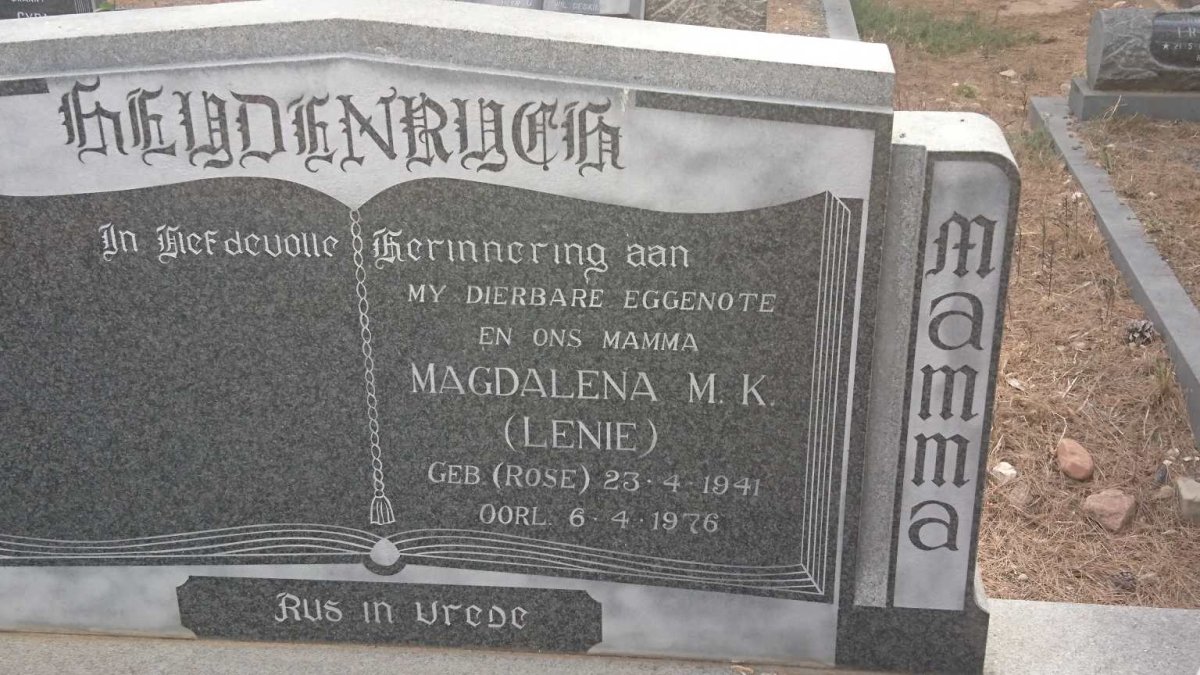 HEYDENRYCH
In Liefdevolle Herinnering aan
MY DIERBARE EGGENOTE
EN ONS MAMMA
MAGDALENA M. K.
(LENIE)
GEB. (ROSE) 23·4·1941
OORL. 6·4·1976
Rus in vrede
Mamma